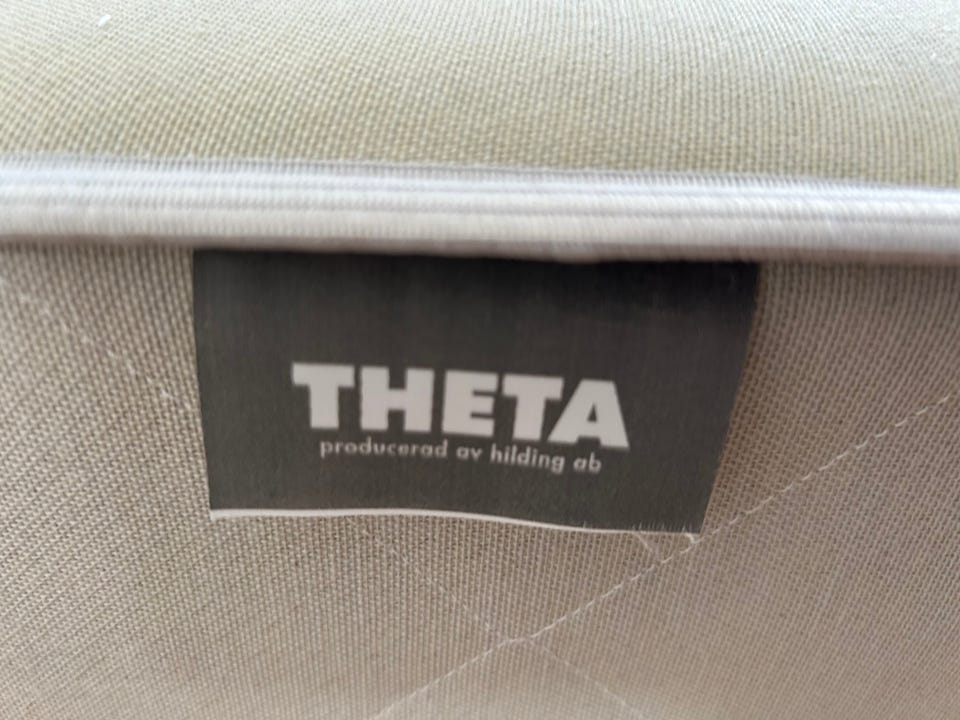 THETA
producerad av hilding ab